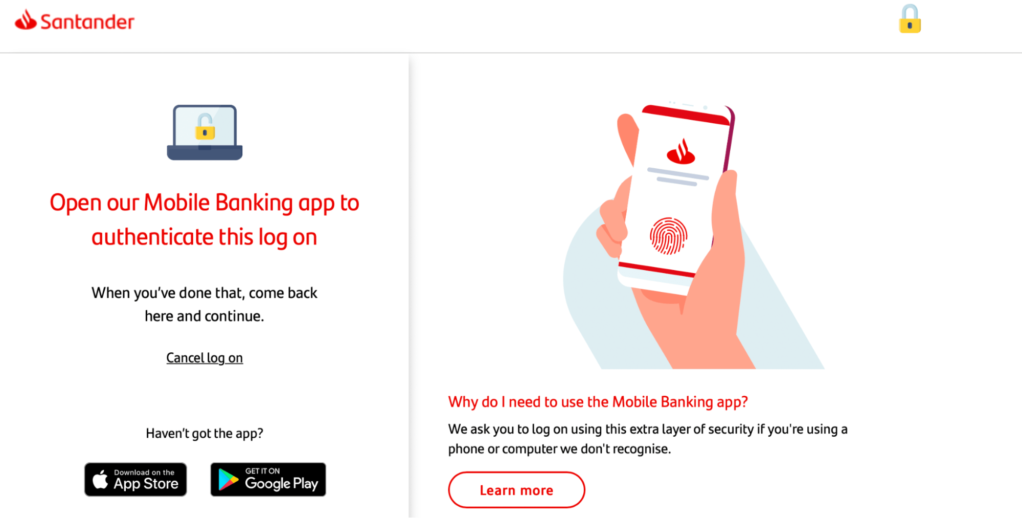 Santander
Open our Mobile Banking app to
authenticate this log on
When you've done that, come back
here and continue.
Cancel log on
Haven't got the app?
Download on the
App Store
GET IT ON
Google Play
Why do I need to use the Mobile Banking app?
We ask you to log on using this extra layer of security if you're using a
phone or computer we don't recognise.
Learn more